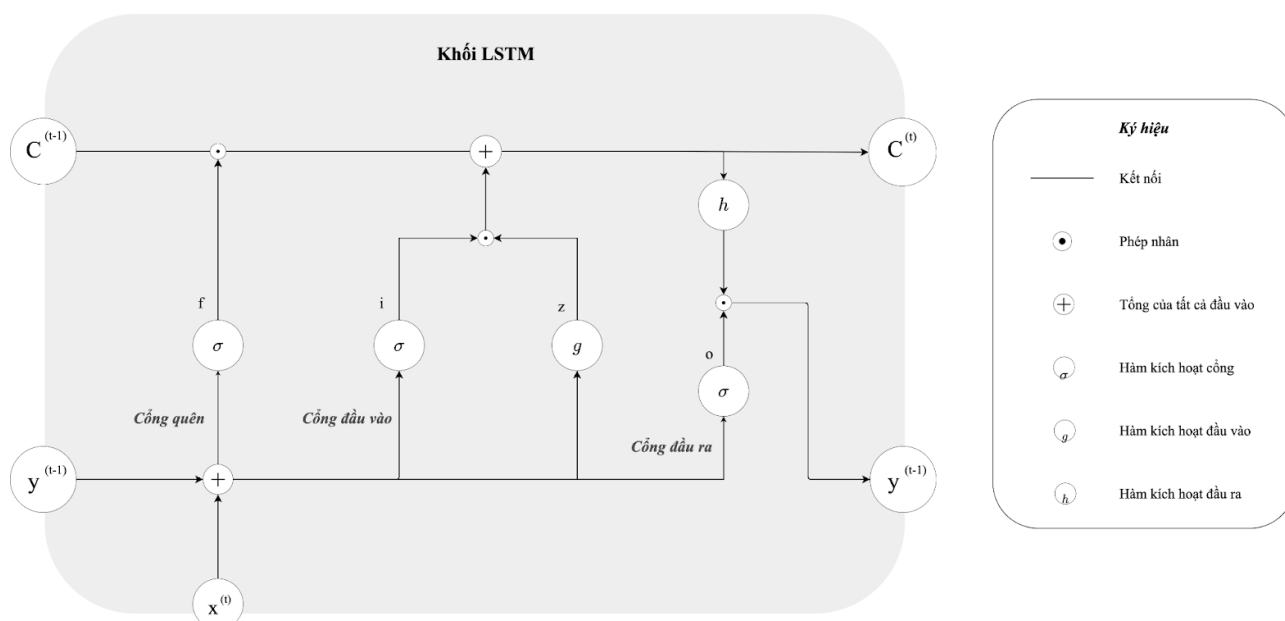 Khối LSTM
C^(t-1)
C^(t)
h
f
i
z
σ
σ
g
o
σ
Cổng quên
Cổng đầu vào
Cổng đầu ra
y^(t-1)
y^(t-1)
x^(t)
Ký hiệu
Kết nối
Phép nhân
Tổng của tất cả đầu vào
σ Hàm kích hoạt cổng
g Hàm kích hoạt đầu vào
h Hàm kích hoạt đầu ra